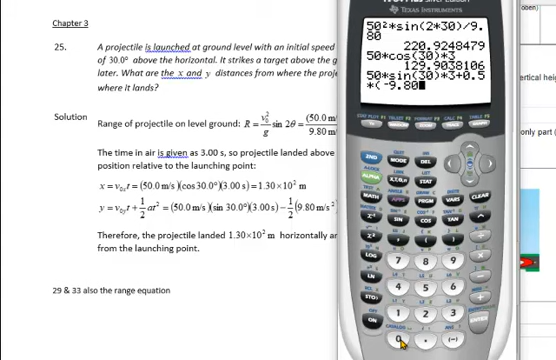 Chapter 3
25. A projectile is launched at ground level with an initial speed
of 30.0° above the horizontal. It strikes a target above the g
later. What are the x and y distances from where the proje
where it lands?
Solution Range of projectile on level ground: R = v₀²/g sin 2θ = (50.0 m/
9.80 m
The time in air is given as 3.00 s, so projectile landed above
position relative to the launching point:
x = v₀ₓt = (50.0 m/s)(cos 30.0°)(3.00 s) = 1.30×10² m
y = v₀ᵧt + 1/2 at² = (50.0 m/s)(sin 30.0°)(3.00 s) − 1/2 (9.80 m/s²
Therefore, the projectile landed 1.30×10² m horizontally an
from the launching point.
29 & 33 also the range equation
TEXAS INSTRUMENTS
50²*sin(2*30)/9.
80
220.9248479
50*cos(30)*3
129.9038106
50*sin(30)*3+0.5
*(-9.80
2ND
MODE
DEL
ALPHA
X,T,θ,n
STAT
MATH
APPS
PRGM
VARS
CLEAR
x⁻¹
SIN
COS
TAN
^
x²
,
(
)
÷
LOG
7
8
9
×
LN
4
5
6
−
STO▸
1
2
3
+
ON
0
.
(−)
ENTER
ertical heig
only part (